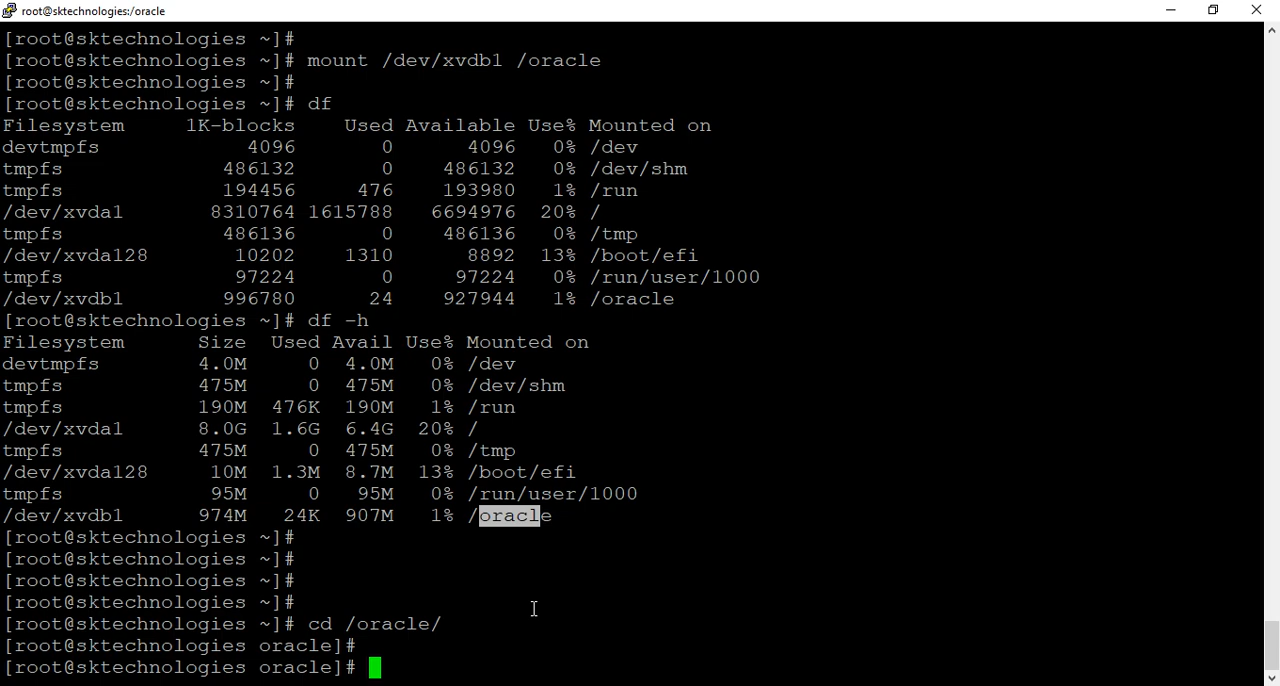 root@sktechnologies:/oracle
[root@sktechnologies ~]#
[root@sktechnologies ~]# mount /dev/xvdb1 /oracle
[root@sktechnologies ~]#
[root@sktechnologies ~]# df
Filesystem     1K-blocks    Used Available Use% Mounted on
devtmpfs            4096       0      4096   0% /dev
tmpfs             486132       0    486132   0% /dev/shm
tmpfs             194456     476    193980   1% /run
/dev/xvda1       8310764 1615788   6694976  20% /
tmpfs             486136       0    486136   0% /tmp
/dev/xvda128       10202    1310      8892  13% /boot/efi
tmpfs              97224       0     97224   0% /run/user/1000
/dev/xvdb1        996780      24    927944   1% /oracle
[root@sktechnologies ~]# df -h
Filesystem      Size  Used Avail Use% Mounted on
devtmpfs        4.0M     0  4.0M   0% /dev
tmpfs           475M     0  475M   0% /dev/shm
tmpfs           190M  476K  190M   1% /run
/dev/xvda1      8.0G  1.6G  6.4G  20% /
tmpfs           475M     0  475M   0% /tmp
/dev/xvda128     10M  1.3M  8.7M  13% /boot/efi
tmpfs            95M     0   95M   0% /run/user/1000
/dev/xvdb1      974M   24K  907M   1% /oracle
[root@sktechnologies ~]#
[root@sktechnologies ~]#
[root@sktechnologies ~]#
[root@sktechnologies ~]#
[root@sktechnologies ~]# cd /oracle/
[root@sktechnologies oracle]#
[root@sktechnologies oracle]#